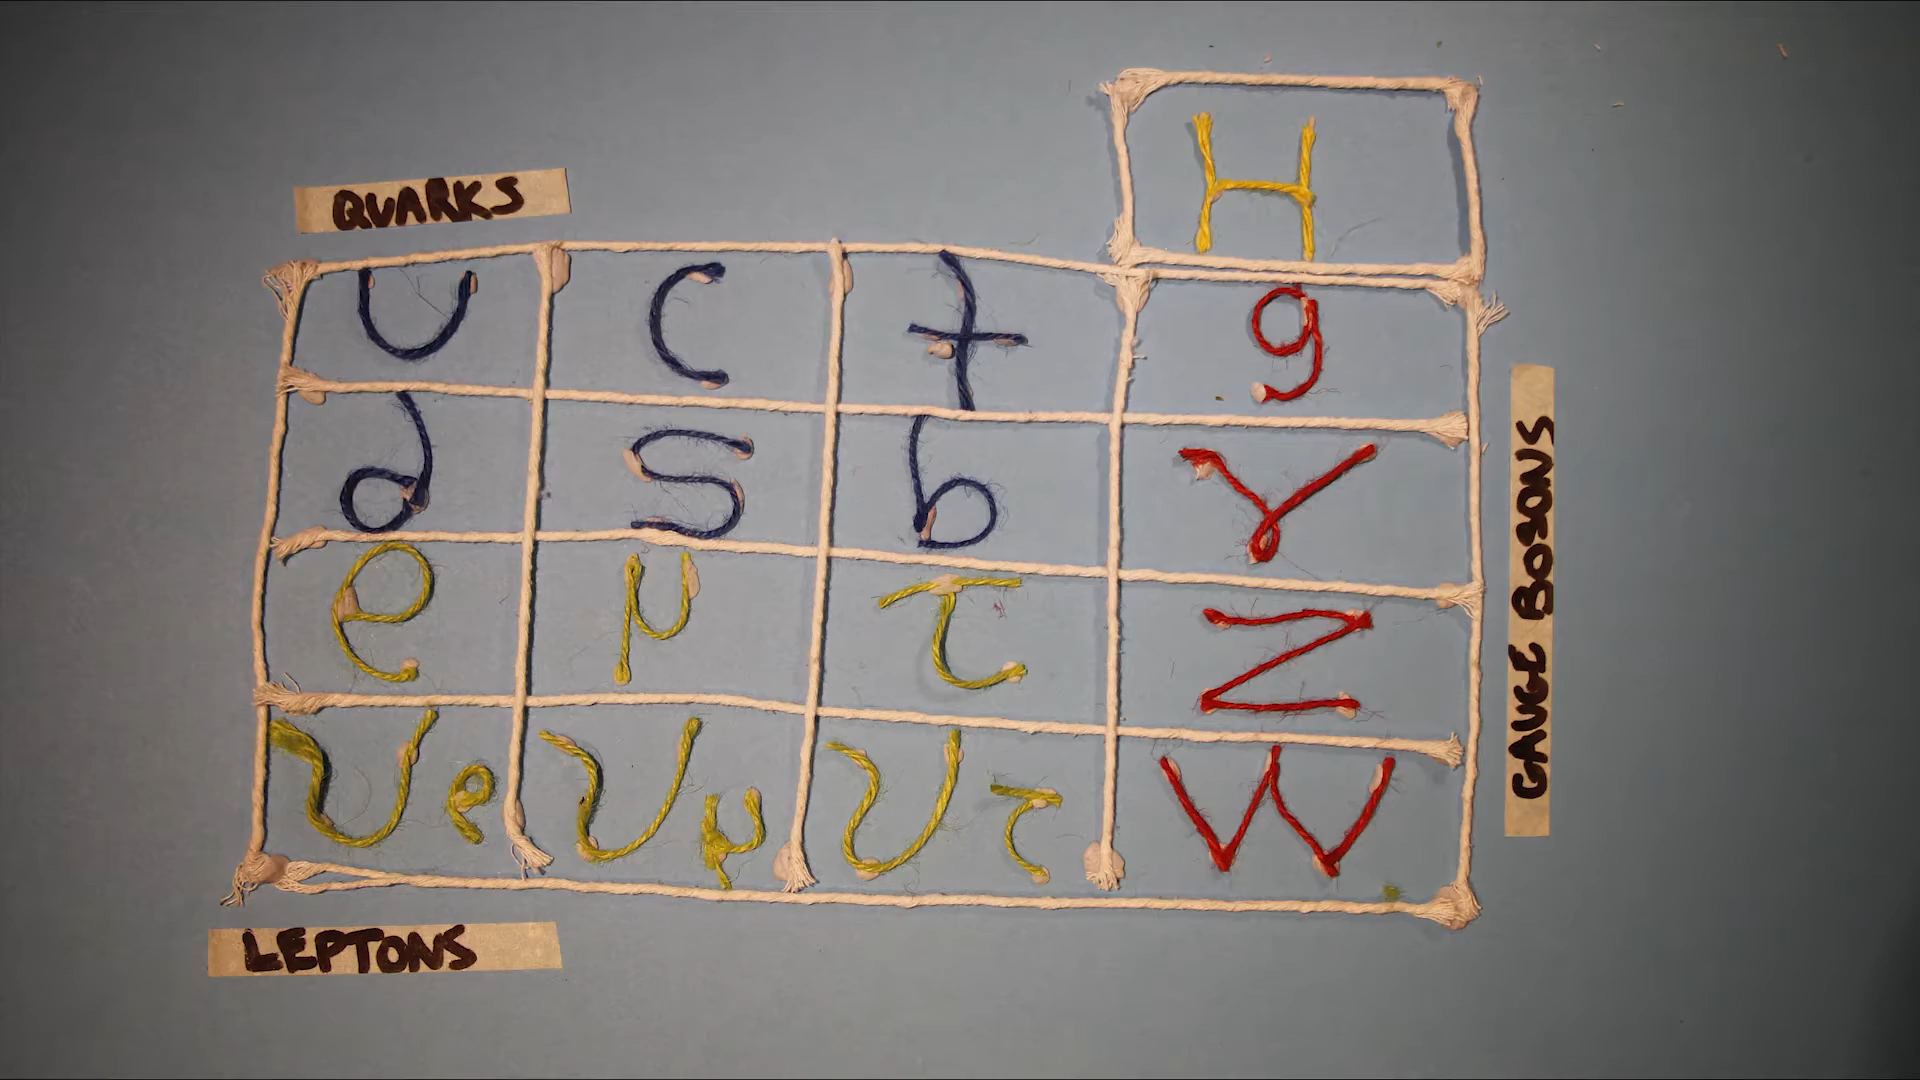 H
QUARKS
u c t g
d s b γ
e μ τ Z
νe νμ ντ W
LEPTONS
GAUGE BOSONS